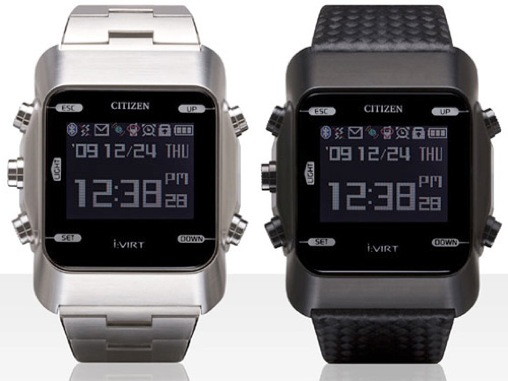 CITIZEN
ESC UP
'09 12/24 THU
LIGHT
12:38 PM 28
SET DOWN
i:VIRT
CITIZEN
ESC UP
'09 12/24 THU
LIGHT
12:38 PM 28
SET DOWN
i:VIRT